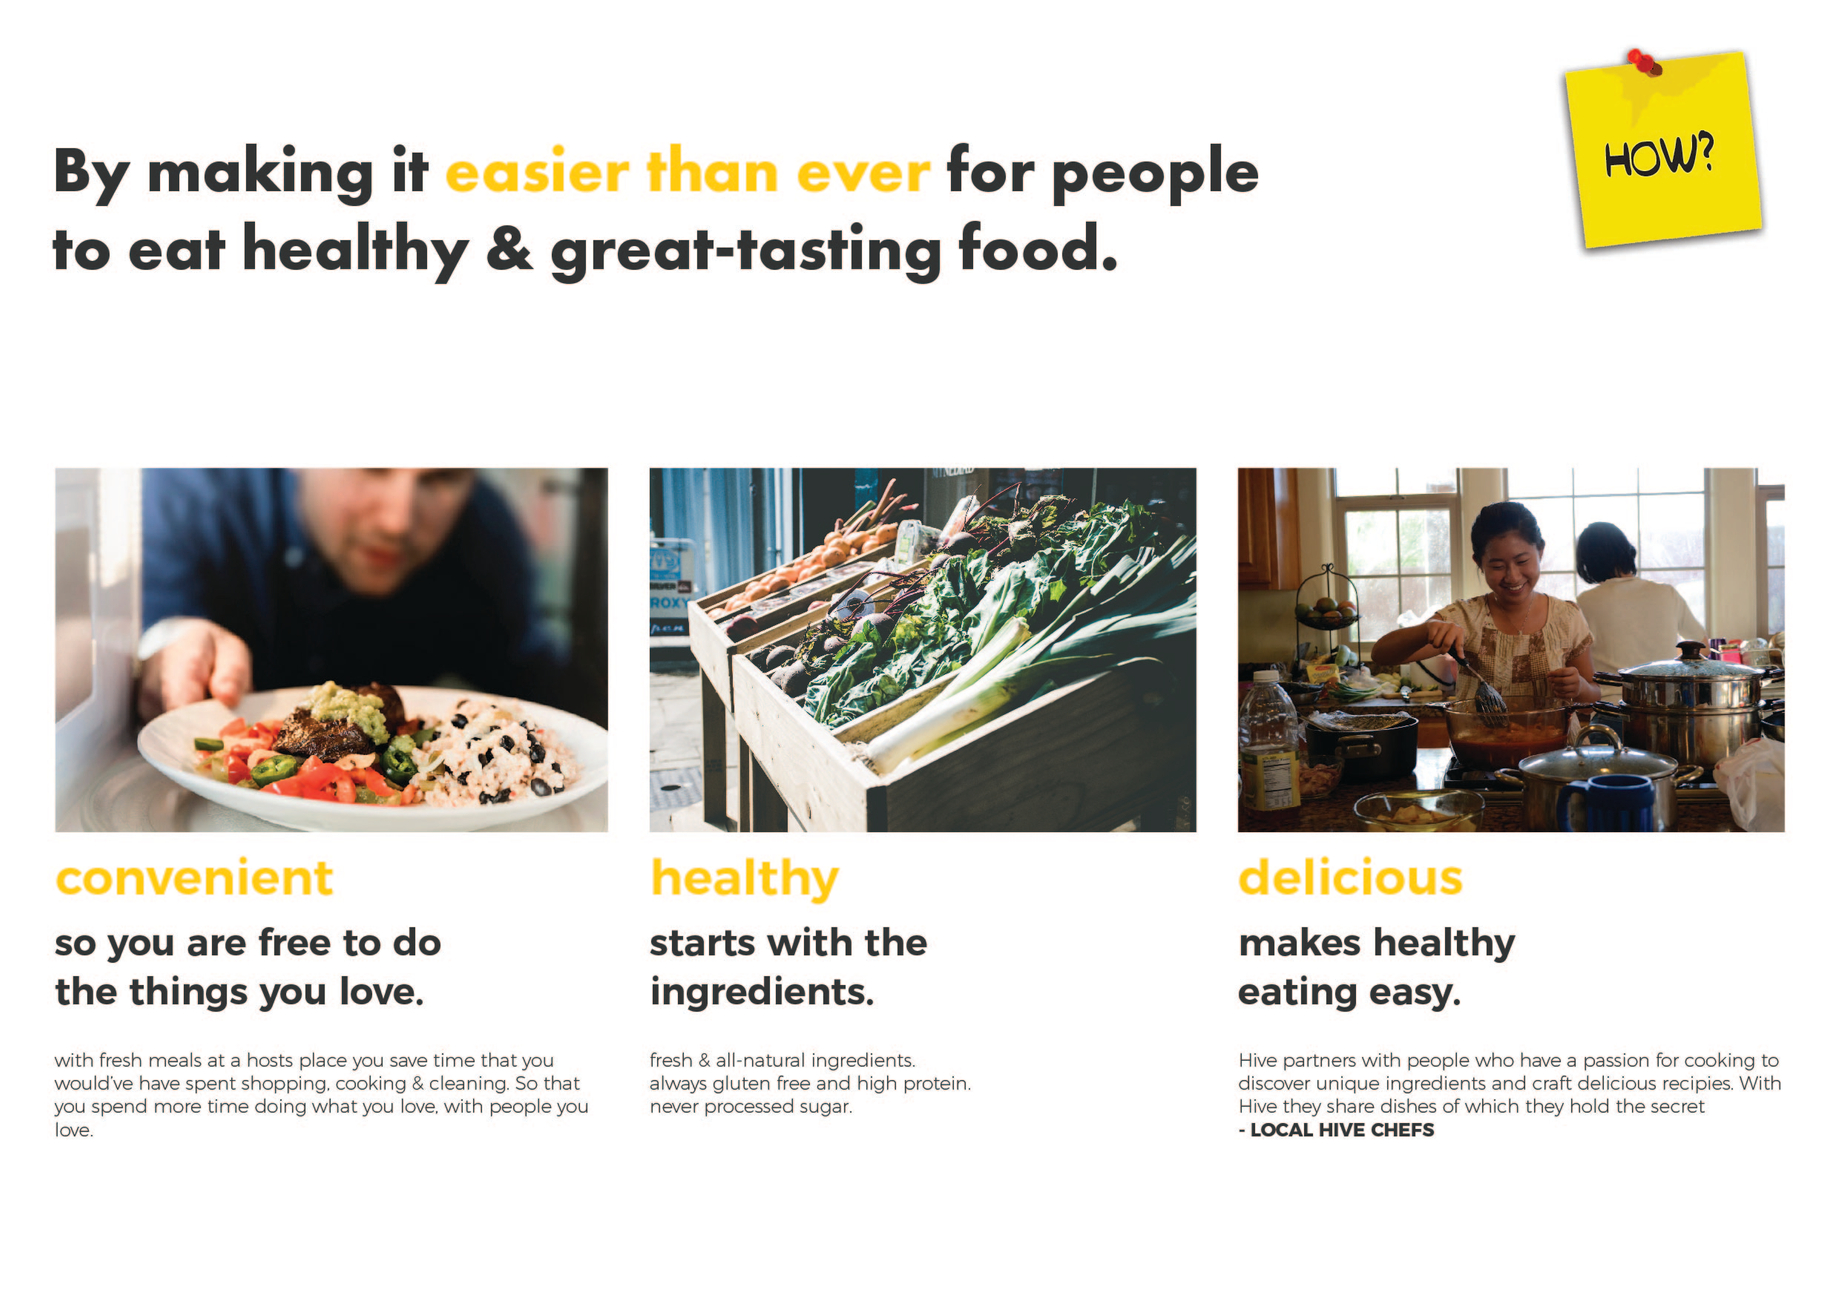 HOW?
By making it easier than ever for people
to eat healthy & great-tasting food.
ROXY
convenient
so you are free to do
the things you love.
with fresh meals at a hosts place you save time that you
would've have spent shopping, cooking & cleaning. So that
you spend more time doing what you love, with people you
love.
healthy
starts with the
ingredients.
fresh & all-natural ingredients.
always gluten free and high protein.
never processed sugar.
delicious
makes healthy
eating easy.
Hive partners with people who have a passion for cooking to
discover unique ingredients and craft delicious recipies. With
Hive they share dishes of which they hold the secret
- LOCAL HIVE CHEFS